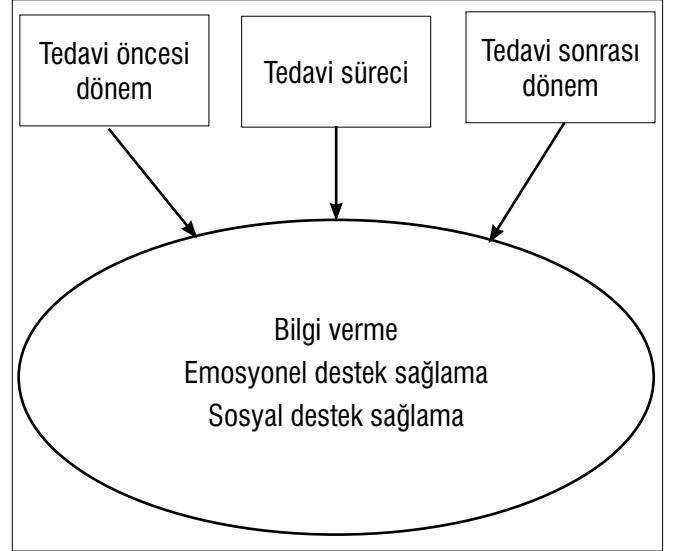 Tedavi öncesi
dönem
Tedavi süreci
Tedavi sonrası
dönem
Bilgi verme
Emosyonel destek sağlama
Sosyal destek sağlama